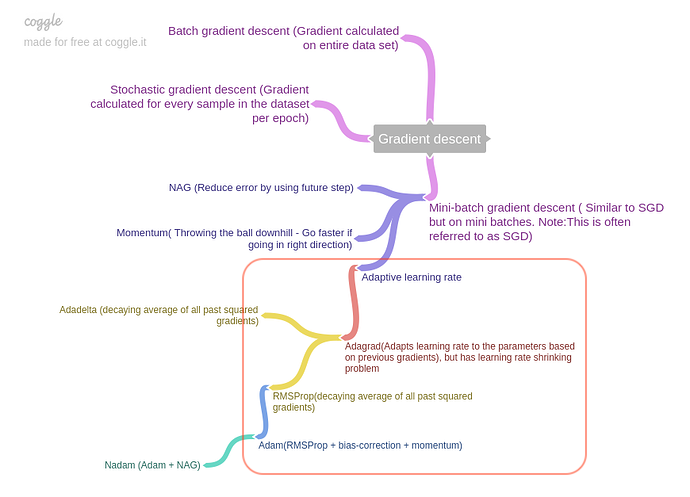 coggle
made for free at coggle.it
Batch gradient descent (Gradient calculated
on entire data set)
Stochastic gradient descent (Gradient
calculated for every sample in the dataset
per epoch)
Gradient descent
NAG (Reduce error by using future step)
Mini-batch gradient descent ( Similar to SGD
but on mini batches. Note:This is often
referred to as SGD)
Momentum( Throwing the ball downhill - Go faster if
going in right direction)
Adaptive learning rate
Adadelta (decaying average of all past squared
gradients)
Adagrad(Adapts learning rate to the parameters based
on previous gradients), but has learning rate shrinking
problem
RMSProp(decaying average of all past squared
gradients)
Adam(RMSProp + bias-correction + momentum)
Nadam (Adam + NAG)